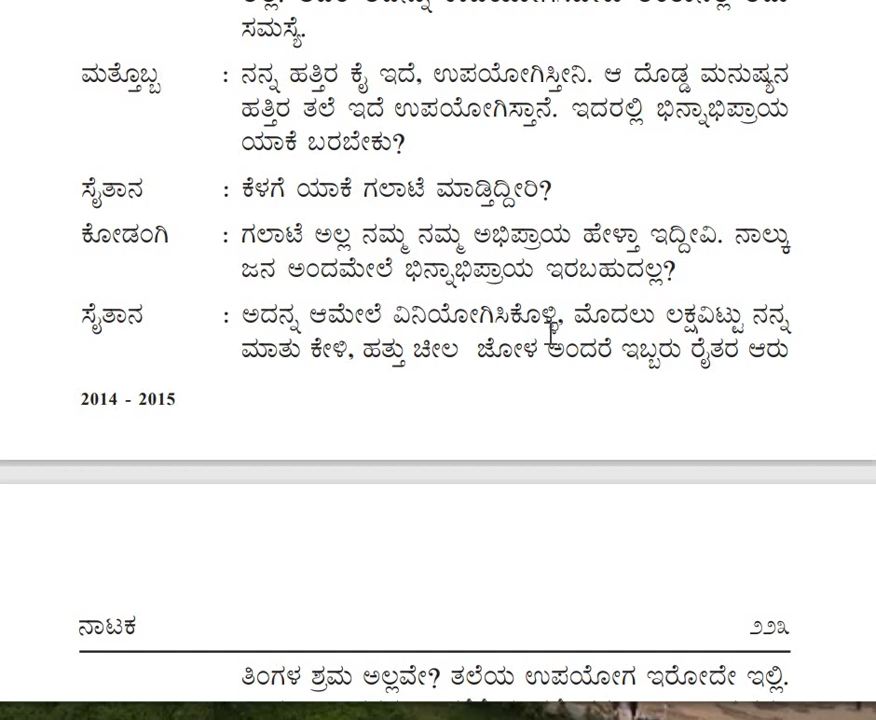 ಸಮಸ್ಯೆ.
ಮತ್ತೊಬ್ಬ : ನನ್ನ ಹತ್ತಿರ ಕೈ ಇದೆ, ಉಪಯೋಗಿಸ್ತೀನಿ. ಆ ದೊಡ್ಡ ಮನುಷ್ಯನ
ಹತ್ತಿರ ತಲೆ ಇದೆ ಉಪಯೋಗಿಸ್ತಾನೆ. ಇದರಲ್ಲಿ ಭಿನ್ನಾಭಿಪ್ರಾಯ
ಯಾಕೆ ಬರಬೇಕು?
ಸೈತಾನ : ಕೆಳಗೆ ಯಾಕೆ ಗಲಾಟೆ ಮಾಡ್ತಿದ್ದೀರಿ?
ಕೋಡಂಗಿ : ಗಲಾಟೆ ಅಲ್ಲ ನಮ್ಮ ನಮ್ಮ ಅಭಿಪ್ರಾಯ ಹೇಳ್ತಾ ಇದ್ದೀವಿ. ನಾಲ್ಕು
ಜನ ಅಂದಮೇಲೆ ಭಿನ್ನಾಭಿಪ್ರಾಯ ಇರಬಹುದಲ್ಲ?
ಸೈತಾನ : ಅದನ್ನ ಆಮೇಲೆ ವಿನಿಯೋಗಿಸಿಕೊಳ್ಳಿ, ಮೊದಲು ಲಕ್ಷವಿಟ್ಟು ನನ್ನ
ಮಾತು ಕೇಳಿ, ಹತ್ತು ಚೀಲ ಜೋಳ ಅಂದರೆ ಇಬ್ಬರು ರೈತರ ಆರು
2014 - 2015
ನಾಟಕ ೨೨೩
ತಿಂಗಳ ಶ್ರಮ ಅಲ್ಲವೇ? ತಲೆಯ ಉಪಯೋಗ ಇರೋದೇ ಇಲ್ಲಿ.